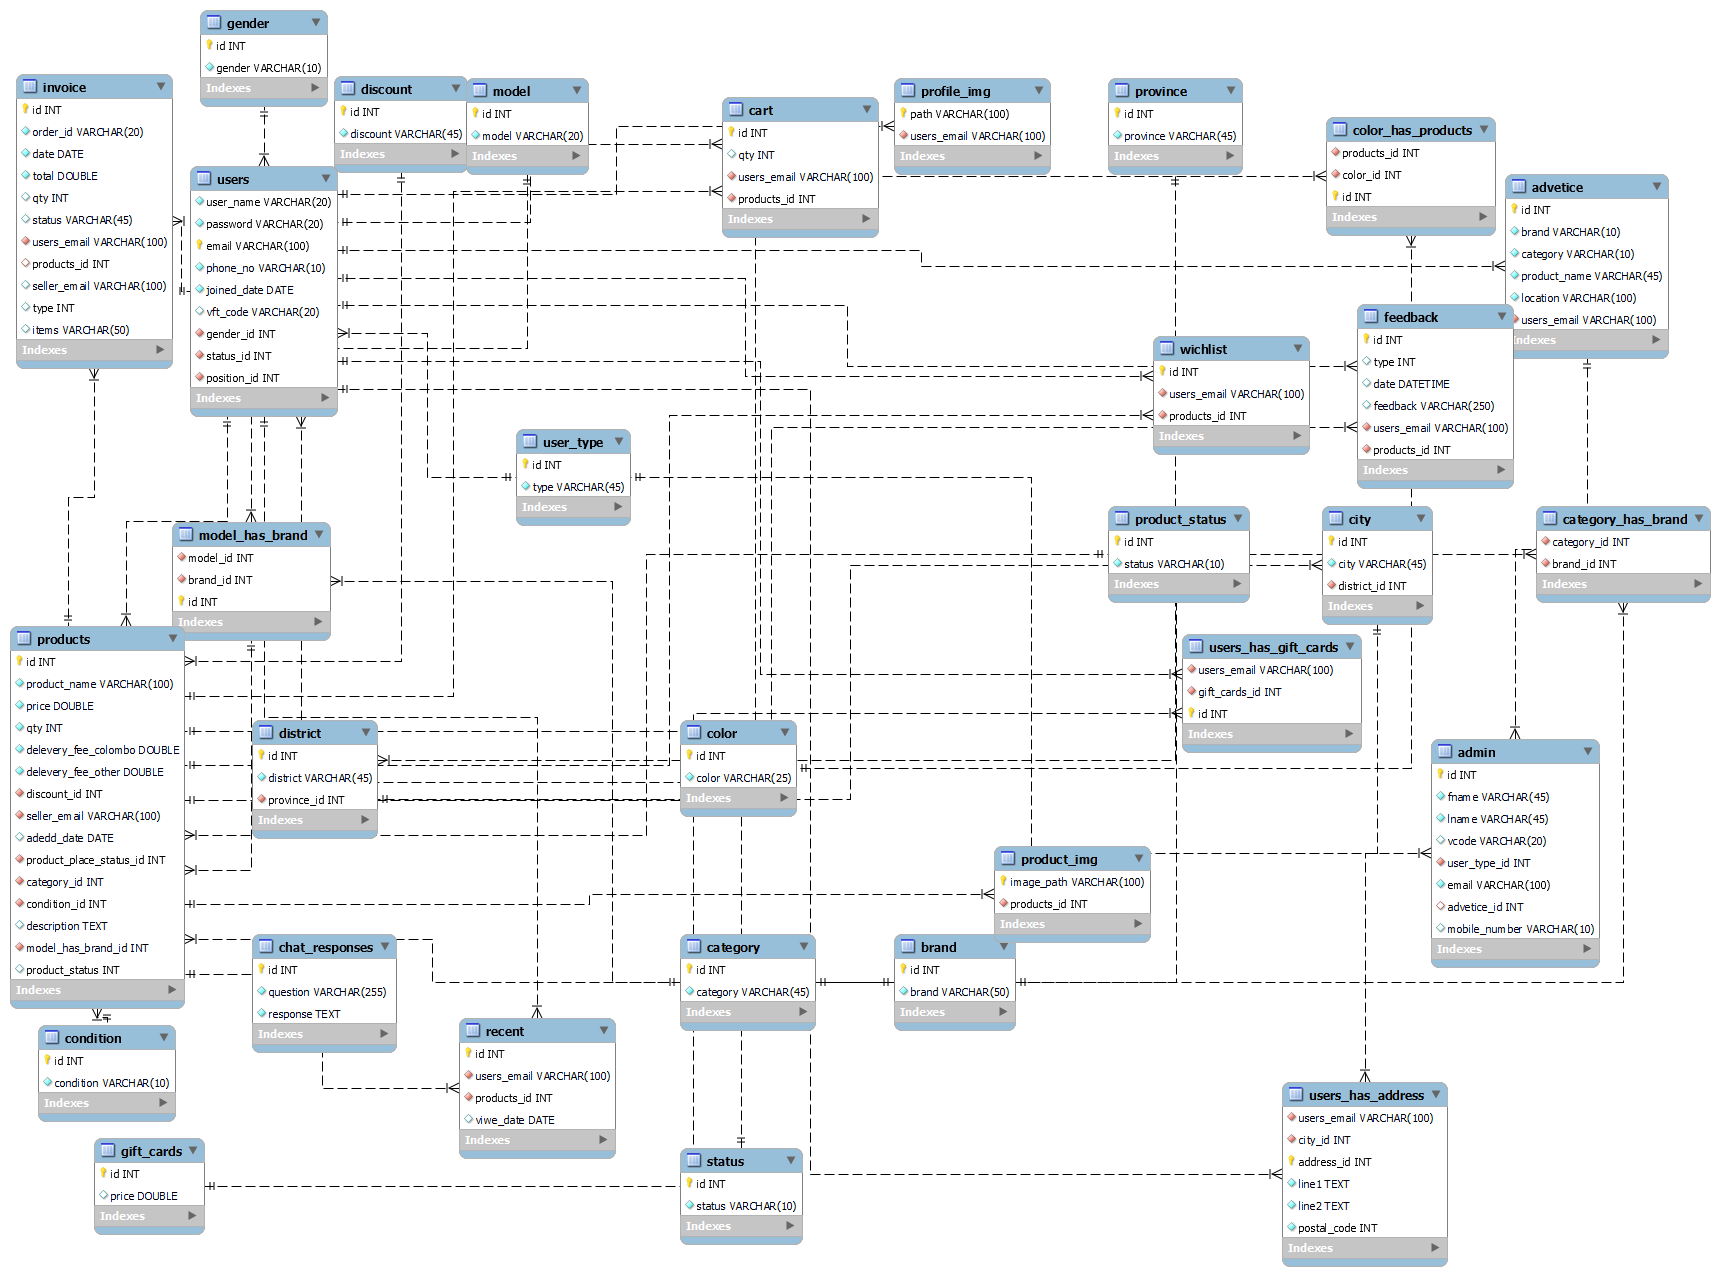 gender
id INT
gender VARCHAR(10)
Indexes
invoice
id INT
order_id VARCHAR(20)
date DATE
total DOUBLE
qty INT
status VARCHAR(45)
users_email VARCHAR(100)
products_id INT
seller_email VARCHAR(100)
type INT
items VARCHAR(50)
Indexes
discount
id INT
discount VARCHAR(45)
Indexes
model
id INT
model VARCHAR(20)
Indexes
cart
id INT
qty INT
users_email VARCHAR(100)
products_id INT
Indexes
profile_img
path VARCHAR(100)
users_email VARCHAR(100)
Indexes
province
id INT
province VARCHAR(45)
Indexes
color_has_products
products_id INT
color_id INT
id INT
Indexes
advetice
id INT
brand VARCHAR(10)
category VARCHAR(10)
product_name VARCHAR(45)
location VARCHAR(100)
users_email VARCHAR(100)
Indexes
users
user_name VARCHAR(20)
password VARCHAR(20)
email VARCHAR(100)
phone_no VARCHAR(10)
joined_date DATE
vft_code VARCHAR(20)
gender_id INT
status_id INT
position_id INT
Indexes
feedback
id INT
type INT
date DATETIME
feedback VARCHAR(250)
users_email VARCHAR(100)
products_id INT
Indexes
wichlist
id INT
users_email VARCHAR(100)
products_id INT
Indexes
user_type
id INT
type VARCHAR(45)
Indexes
model_has_brand
model_id INT
brand_id INT
id INT
Indexes
product_status
id INT
status VARCHAR(10)
Indexes
city
id INT
city VARCHAR(45)
district_id INT
Indexes
category_has_brand
category_id INT
brand_id INT
Indexes
products
id INT
product_name VARCHAR(100)
price DOUBLE
qty INT
delevery_fee_colombo DOUBLE
delevery_fee_other DOUBLE
discount_id INT
seller_email VARCHAR(100)
adedd_date DATE
product_place_status_id INT
category_id INT
condition_id INT
description TEXT
model_has_brand_id INT
product_status INT
Indexes
users_has_gift_cards
users_email VARCHAR(100)
gift_cards_id INT
id INT
Indexes
district
id INT
district VARCHAR(45)
province_id INT
Indexes
color
id INT
color VARCHAR(25)
Indexes
admin
id INT
fname VARCHAR(45)
lname VARCHAR(45)
vcode VARCHAR(20)
user_type_id INT
email VARCHAR(100)
advetice_id INT
mobile_number VARCHAR(10)
Indexes
product_img
image_path VARCHAR(100)
products_id INT
Indexes
chat_responses
id INT
question VARCHAR(255)
response TEXT
Indexes
category
id INT
category VARCHAR(45)
Indexes
brand
id INT
brand VARCHAR(50)
Indexes
condition
id INT
condition VARCHAR(10)
Indexes
recent
id INT
users_email VARCHAR(100)
products_id INT
viwe_date DATE
Indexes
users_has_address
users_email VARCHAR(100)
city_id INT
address_id INT
line1 TEXT
line2 TEXT
postal_code INT
Indexes
gift_cards
id INT
price DOUBLE
Indexes
status
id INT
status VARCHAR(10)
Indexes